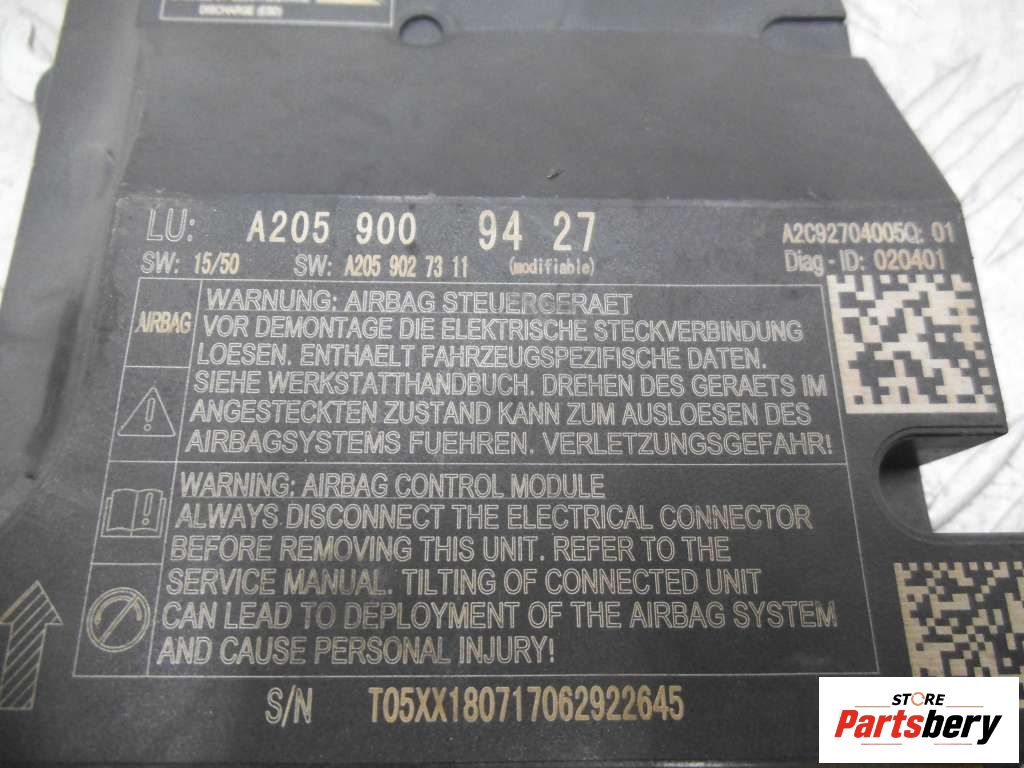 DISCHARGE (ESD)
LU: A205 900 94 27
A2C92704005Q: 01
SW: 15/50 SW: A205 902 73 11 (modifiable)
Diag - ID: 020401
AIRBAG
WARNUNG: AIRBAG STEUERGERAET
VOR DEMONTAGE DIE ELEKTRISCHE STECKVERBINDUNG
LOESEN. ENTHAELT FAHRZEUGSPEZIFISCHE DATEN.
SIEHE WERKSTATTHANDBUCH. DREHEN DES GERAETS IM
ANGESTECKTEN ZUSTAND KANN ZUM AUSLOESEN DES
AIRBAGSYSTEMS FUEHREN. VERLETZUNGSGEFAHR!
WARNING: AIRBAG CONTROL MODULE
ALWAYS DISCONNECT THE ELECTRICAL CONNECTOR
BEFORE REMOVING THIS UNIT. REFER TO THE
SERVICE MANUAL. TILTING OF CONNECTED UNIT
CAN LEAD TO DEPLOYMENT OF THE AIRBAG SYSTEM
AND CAUSE PERSONAL INJURY!
S/N T05XX180717062922645
STORE
Partsbery